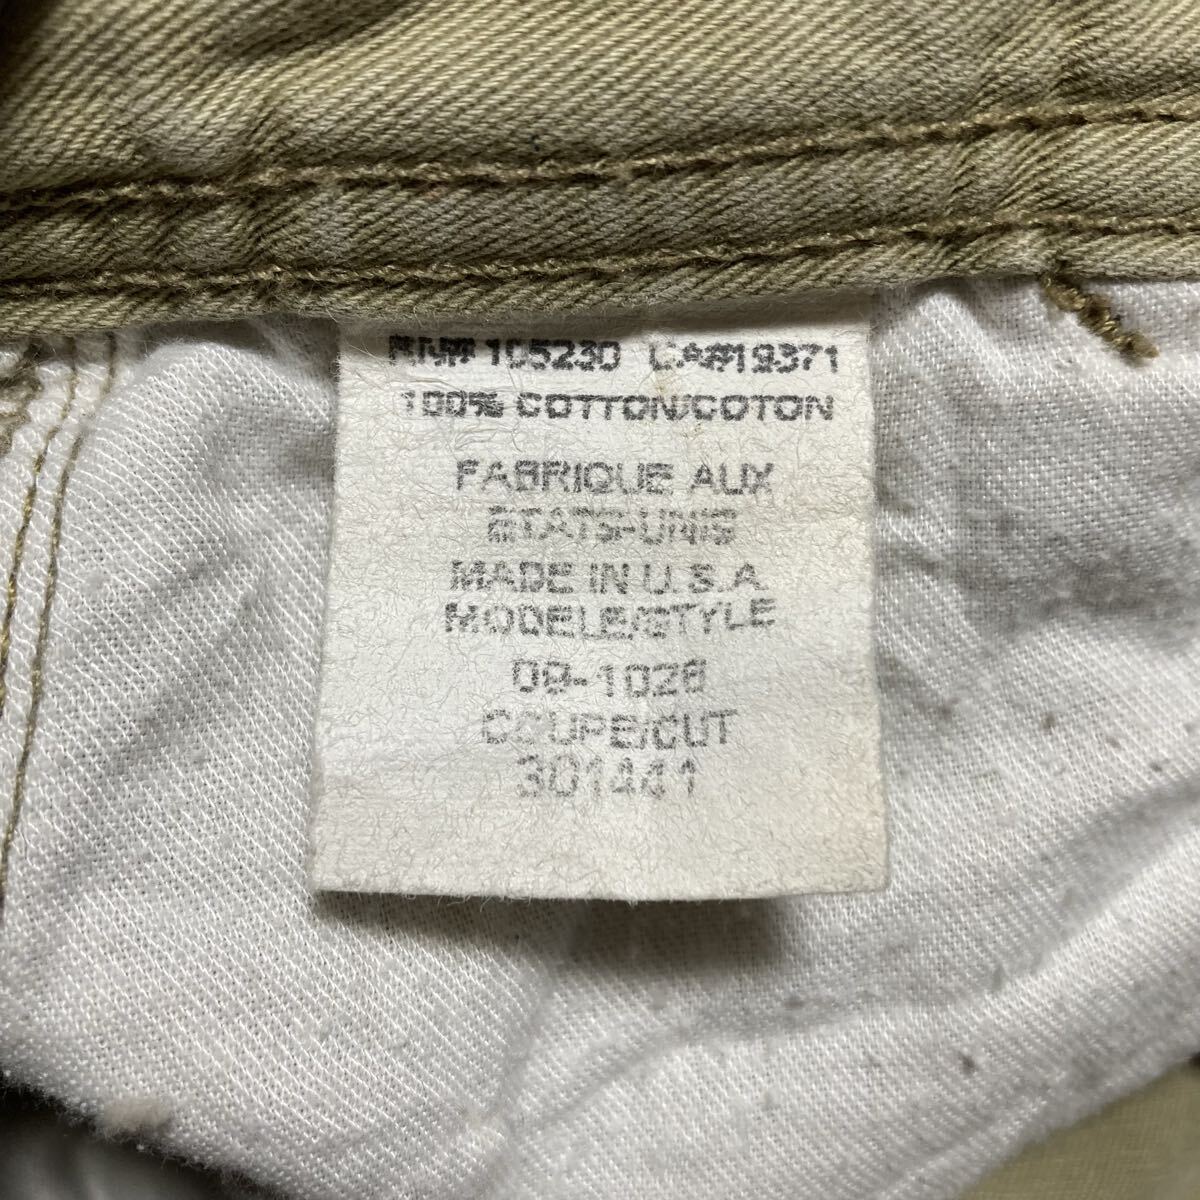 RN# 105230 CA#19371
100% COTTON/COTON
FABRIQUE AUX
ETATS-UNIS
MADE IN U.S.A.
MODELE/STYLE
09-1026
COUPE/CUT
301441